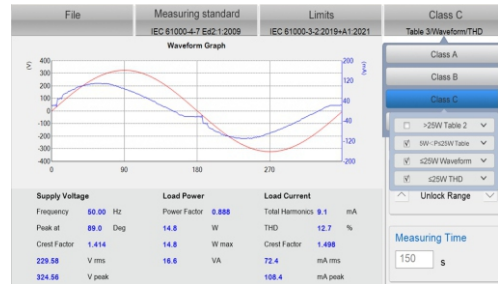 File Measuring standard Limits Class C
IEC 61000-4-7 Ed2:1:2009 IEC 61000-3-2:2019+A1:2021 Table 3/Waveform/THD
Waveform Graph
(V) (mA)
400 200
300
200 120
100
0 40
-100 -40
-200
-300 -120
-400 -200
0 90 180 270
Class A
Class B
Class C
>25W Table 2
5W<P≤25W Table
≤25W Waveform
≤25W THD
Unlock Range
Measuring Time
150 s
Supply Voltage Load Power Load Current
Frequency 50.00 Hz Power Factor 0.888 Total Harmonics 9.1 mA
Peak at 89.0 Deg 14.8 W THD 12.7 %
Crest Factor 1.414 14.8 W max Crest Factor 1.498
229.58 V rms 16.6 VA 72.4 mA rms
324.56 V peak 108.4 mA peak